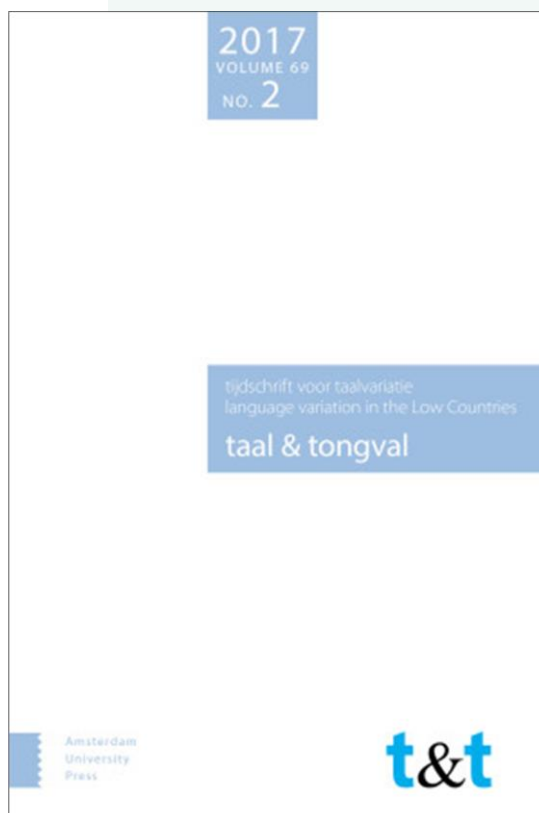 2017
VOLUME 69
NO. 2
tijdschrift voor taalvariatie
language variation in the Low Countries
taal & tongval
Amsterdam
University
Press
t&t